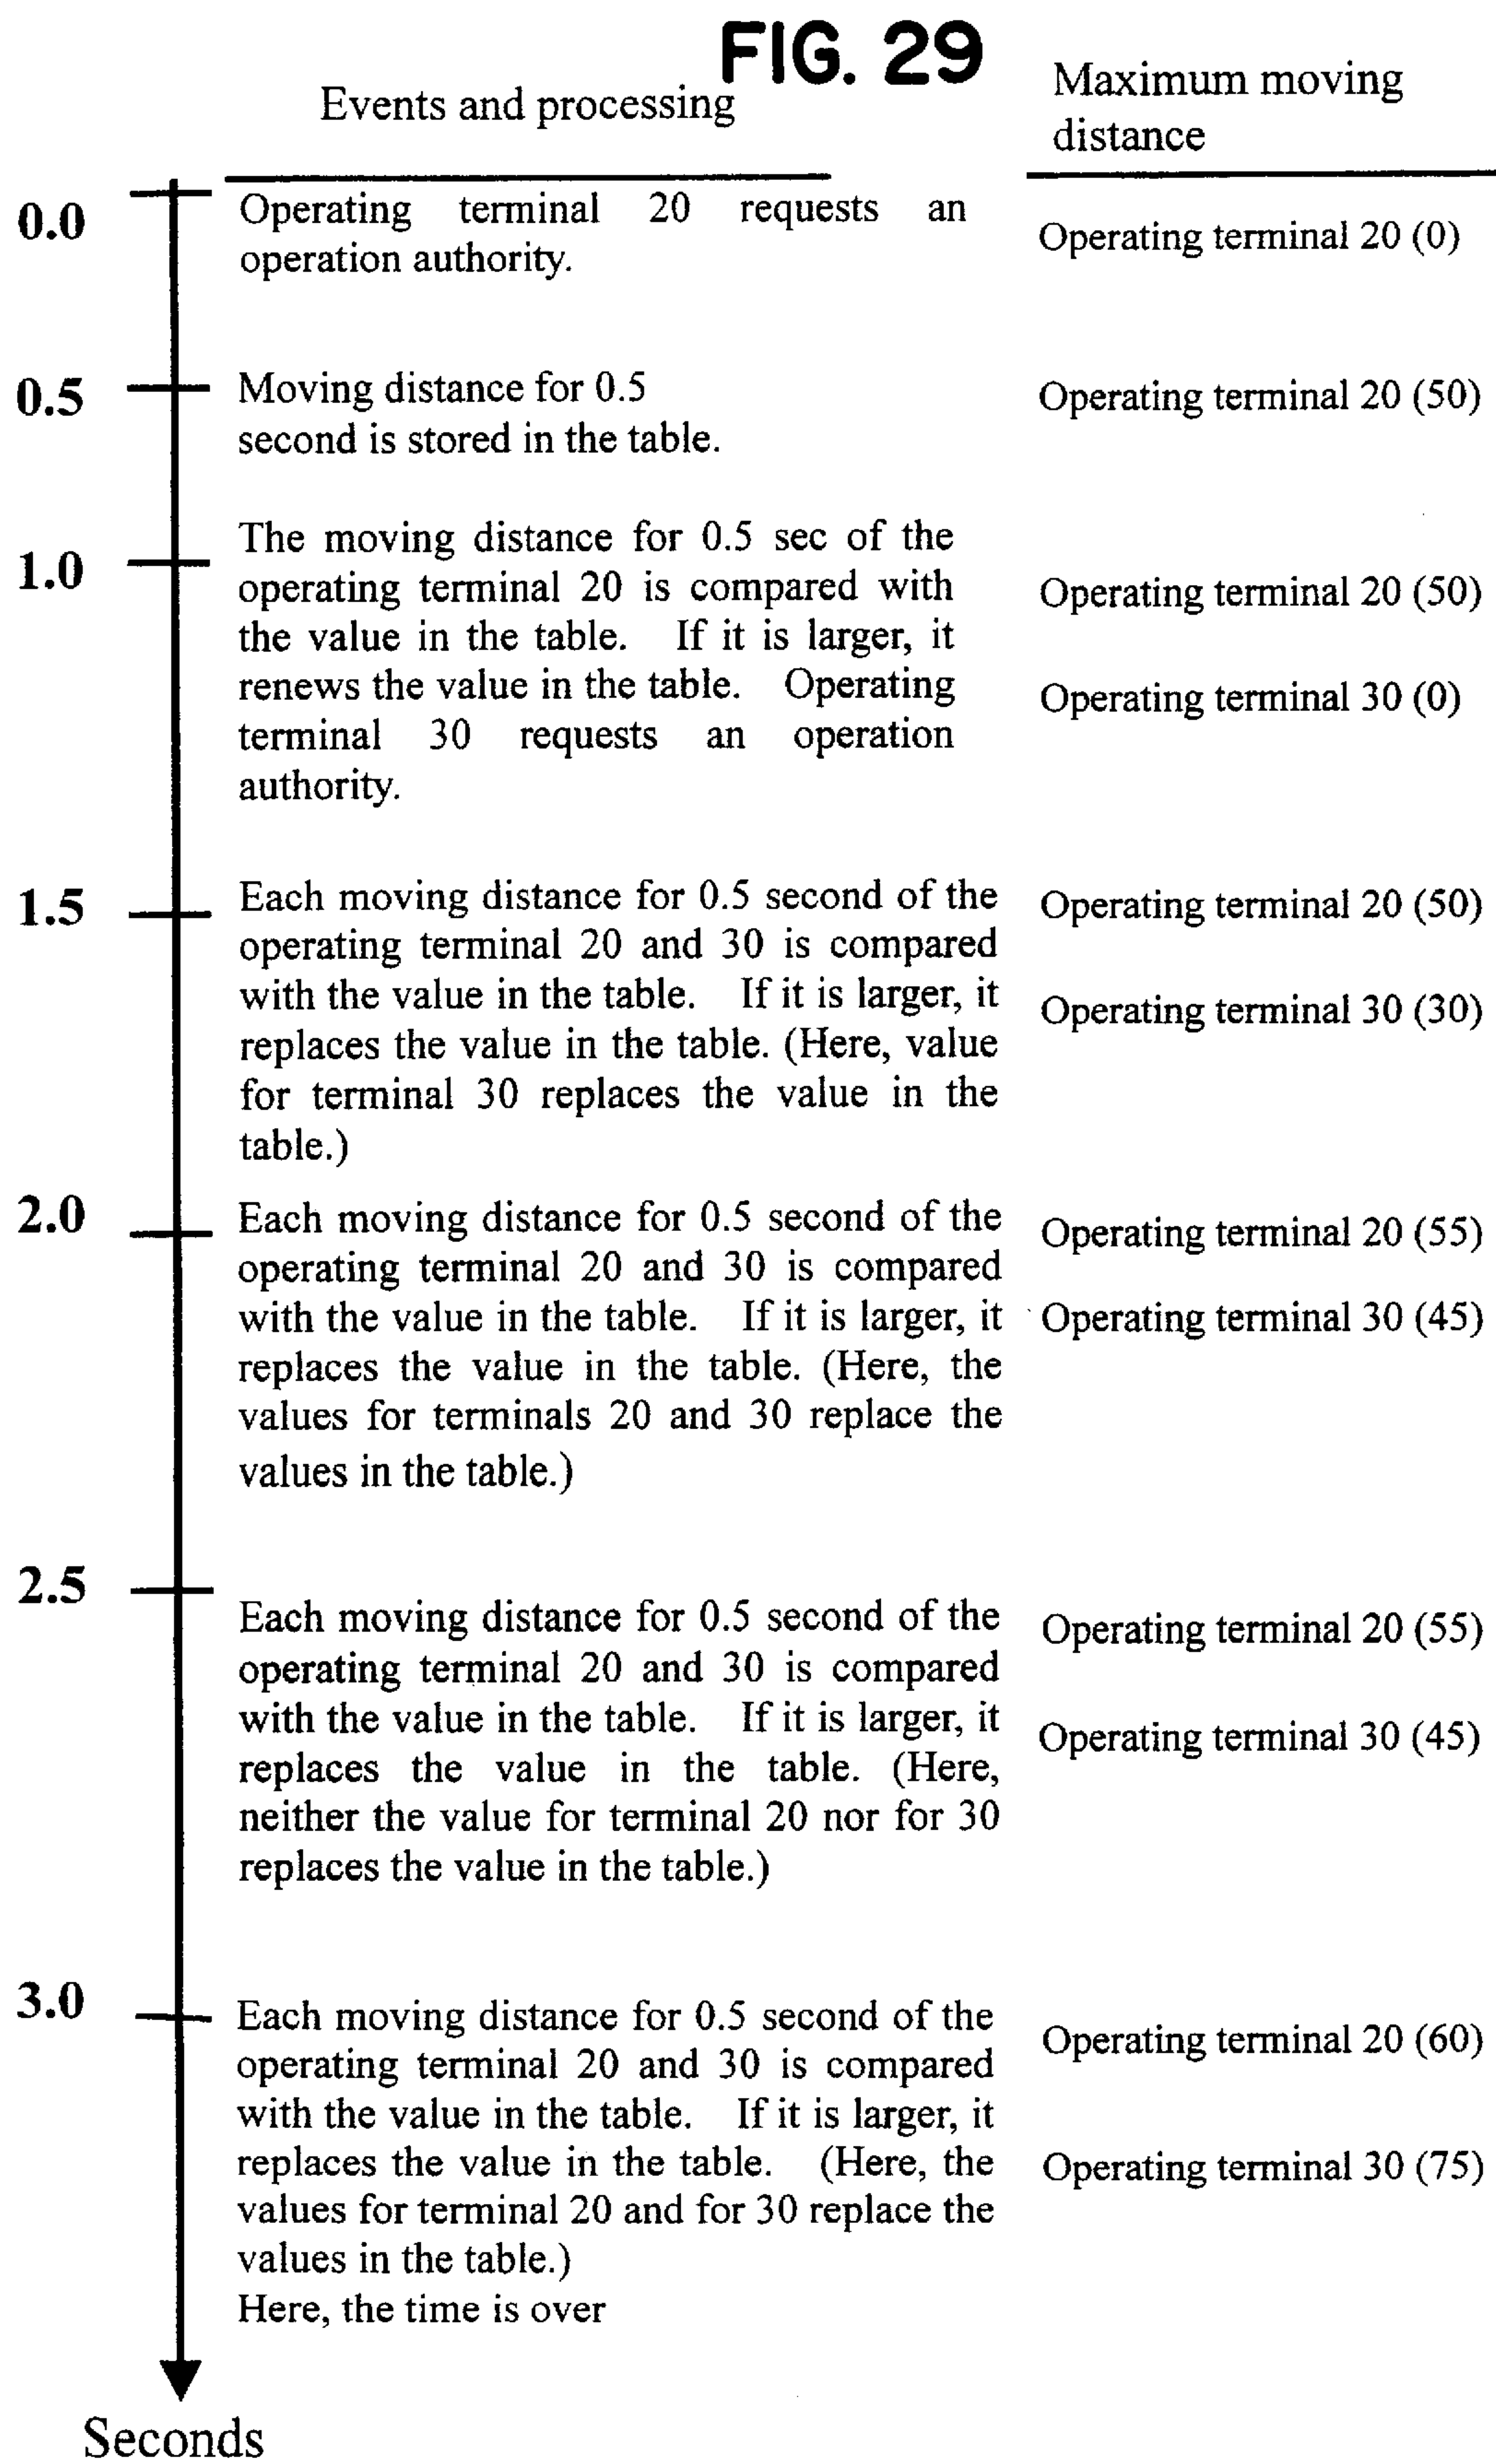 FIG. 29
Events and processing
Maximum moving
distance
0.0
Operating terminal 20 requests an
operation authority.
Operating terminal 20 (0)
0.5
Moving distance for 0.5
second is stored in the table.
Operating terminal 20 (50)
1.0
The moving distance for 0.5 sec of the
operating terminal 20 is compared with
the value in the table. If it is larger, it
renews the value in the table. Operating
terminal 30 requests an operation
authority.
Operating terminal 20 (50)
Operating terminal 30 (0)
1.5
Each moving distance for 0.5 second of the
operating terminal 20 and 30 is compared
with the value in the table. If it is larger, it
replaces the value in the table. (Here, value
for terminal 30 replaces the value in the
table.)
Operating terminal 20 (50)
Operating terminal 30 (30)
2.0
Each moving distance for 0.5 second of the
operating terminal 20 and 30 is compared
with the value in the table. If it is larger, it
replaces the value in the table. (Here, the
values for terminals 20 and 30 replace the
values in the table.)
Operating terminal 20 (55)
Operating terminal 30 (45)
2.5
Each moving distance for 0.5 second of the
operating terminal 20 and 30 is compared
with the value in the table. If it is larger, it
replaces the value in the table. (Here,
neither the value for terminal 20 nor for 30
replaces the value in the table.)
Operating terminal 20 (55)
Operating terminal 30 (45)
3.0
Each moving distance for 0.5 second of the
operating terminal 20 and 30 is compared
with the value in the table. If it is larger, it
replaces the value in the table. (Here, the
values for terminal 20 and for 30 replace the
values in the table.)
Here, the time is over
Operating terminal 20 (60)
Operating terminal 30 (75)
Seconds